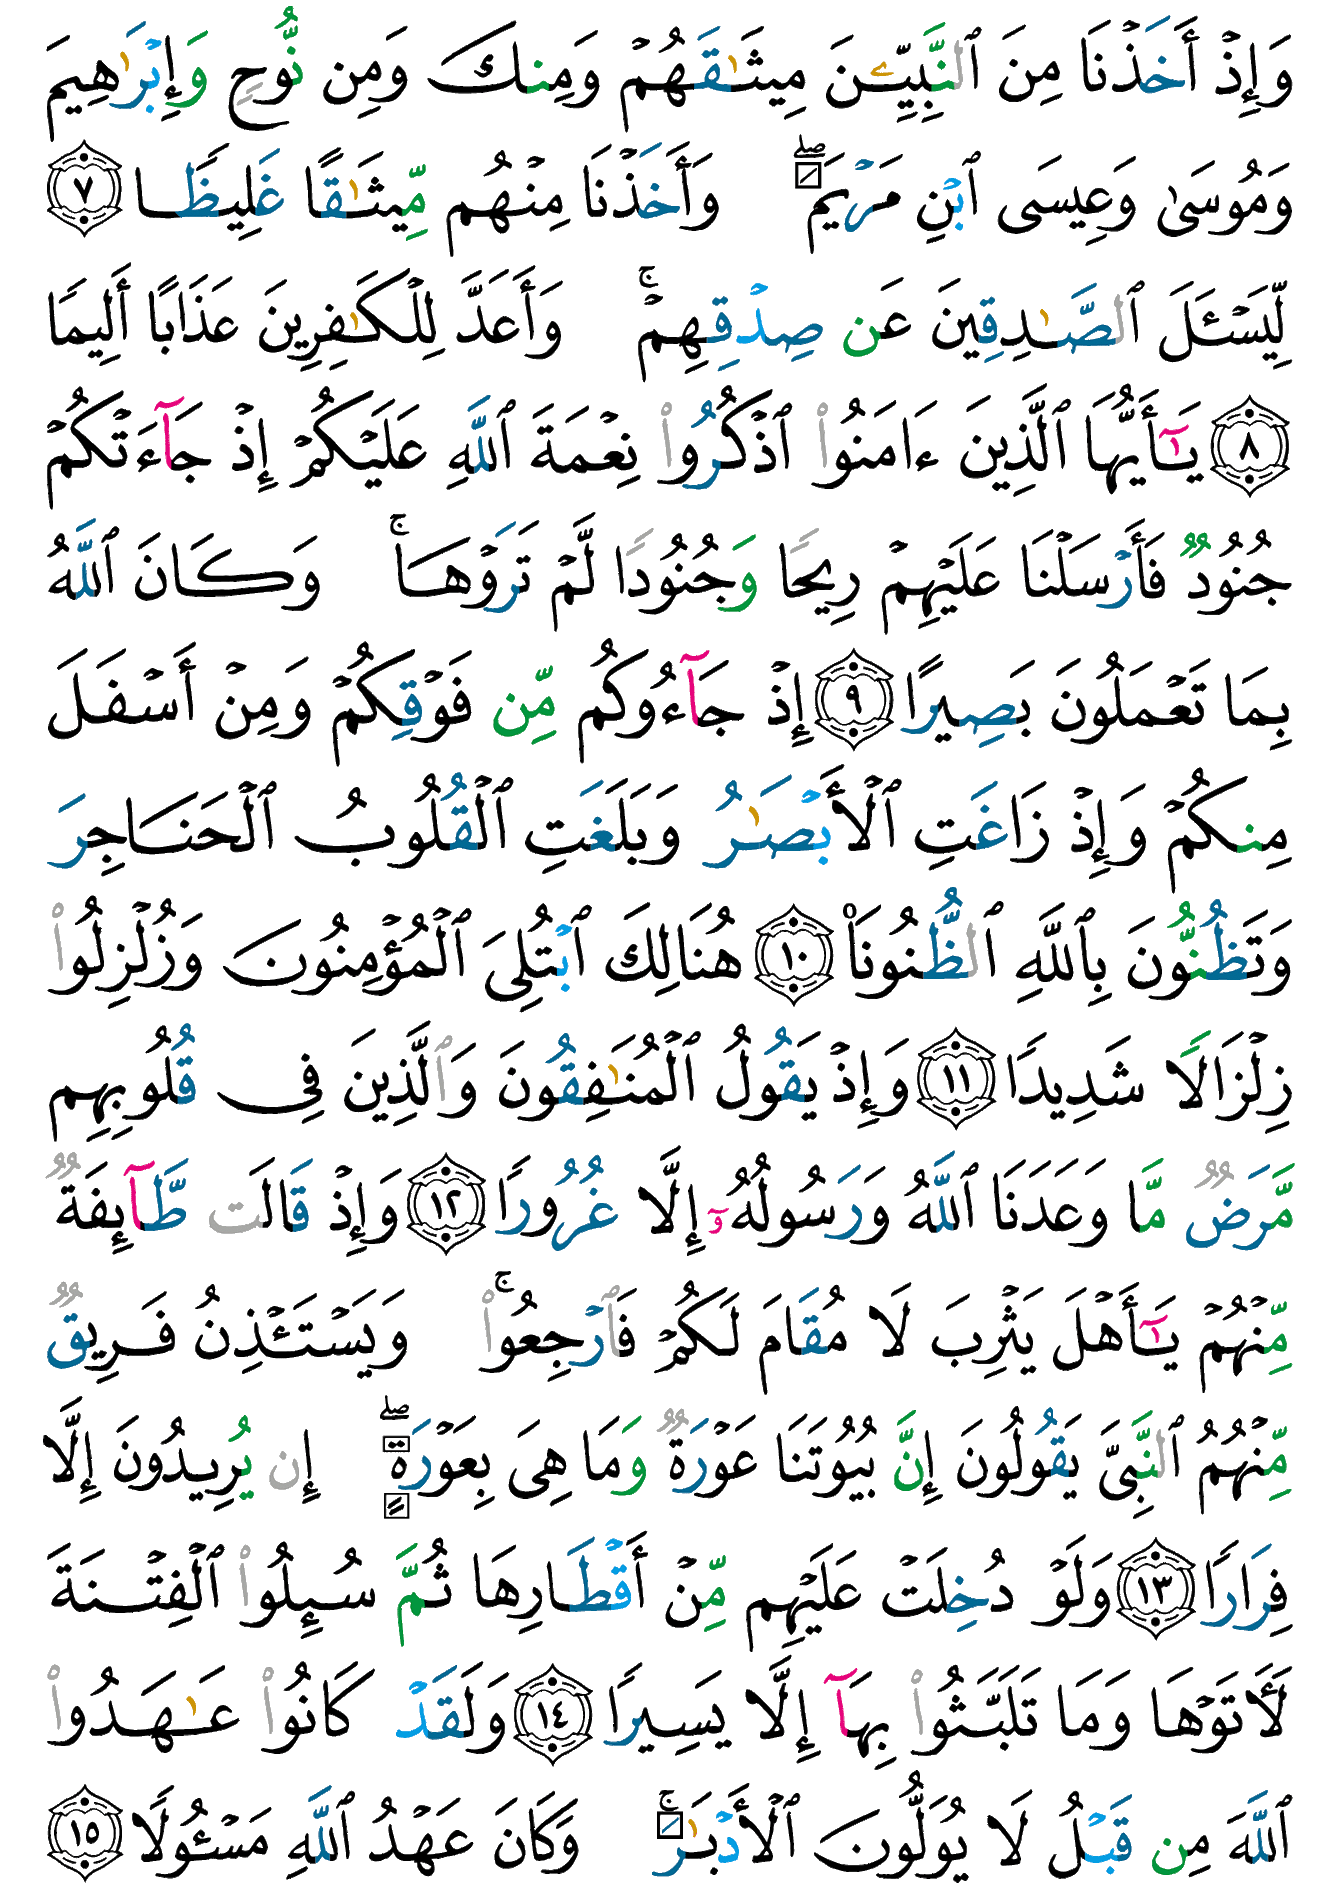 وَإِذْ أَخَذْنَا مِنَ ٱلنَّبِيِّـۧنَ مِيثَـٰقَهُمْ وَمِنكَ وَمِن نُّوحٍ وَإِبْرَٰهِيمَ
وَمُوسَىٰ وَعِيسَى ٱبْنِ مَرْيَمَ ۖ وَأَخَذْنَا مِنْهُم مِّيثَـٰقًا غَلِيظًا ٧
لِّيَسْـَٔلَ ٱلصَّـٰدِقِينَ عَن صِدْقِهِمْ ۚ وَأَعَدَّ لِلْكَـٰفِرِينَ عَذَابًا أَلِيمًا
٨ يَـٰٓأَيُّهَا ٱلَّذِينَ ءَامَنُوا۟ ٱذْكُرُوا۟ نِعْمَةَ ٱللَّهِ عَلَيْكُمْ إِذْ جَآءَتْكُمْ
جُنُودٌ فَأَرْسَلْنَا عَلَيْهِمْ رِيحًا وَجُنُودًا لَّمْ تَرَوْهَا ۚ وَكَانَ ٱللَّهُ
بِمَا تَعْمَلُونَ بَصِيرًا ٩ إِذْ جَآءُوكُم مِّن فَوْقِكُمْ وَمِنْ أَسْفَلَ
مِنكُمْ وَإِذْ زَاغَتِ ٱلْأَبْصَـٰرُ وَبَلَغَتِ ٱلْقُلُوبُ ٱلْحَنَاجِرَ
وَتَظُنُّونَ بِٱللَّهِ ٱلظُّنُونَا۠ ١٠ هُنَالِكَ ٱبْتُلِىَ ٱلْمُؤْمِنُونَ وَزُلْزِلُوا۟
زِلْزَالًا شَدِيدًا ١١ وَإِذْ يَقُولُ ٱلْمُنَـٰفِقُونَ وَٱلَّذِينَ فِى قُلُوبِهِم
مَّرَضٌ مَّا وَعَدَنَا ٱللَّهُ وَرَسُولُهُۥٓ إِلَّا غُرُورًا ١٢ وَإِذْ قَالَت طَّآئِفَةٌ
مِّنْهُمْ يَـٰٓأَهْلَ يَثْرِبَ لَا مُقَامَ لَكُمْ فَٱرْجِعُوا۟ ۚ وَيَسْتَـْٔذِنُ فَرِيقٌ
مِّنْهُمُ ٱلنَّبِىَّ يَقُولُونَ إِنَّ بُيُوتَنَا عَوْرَةٌ وَمَا هِىَ بِعَوْرَةٍ ۖ إِن يُرِيدُونَ إِلَّا
فِرَارًا ١٣ وَلَوْ دُخِلَتْ عَلَيْهِم مِّنْ أَقْطَارِهَا ثُمَّ سُئِلُوا۟ ٱلْفِتْنَةَ
لَـَٔاتَوْهَا وَمَا تَلَبَّثُوا۟ بِهَآ إِلَّا يَسِيرًا ١٤ وَلَقَدْ كَانُوا۟ عَـٰهَدُوا۟
ٱللَّهَ مِن قَبْلُ لَا يُوَلُّونَ ٱلْأَدْبَـٰرَ ۚ وَكَانَ عَهْدُ ٱللَّهِ مَسْـُٔولًا ١٥